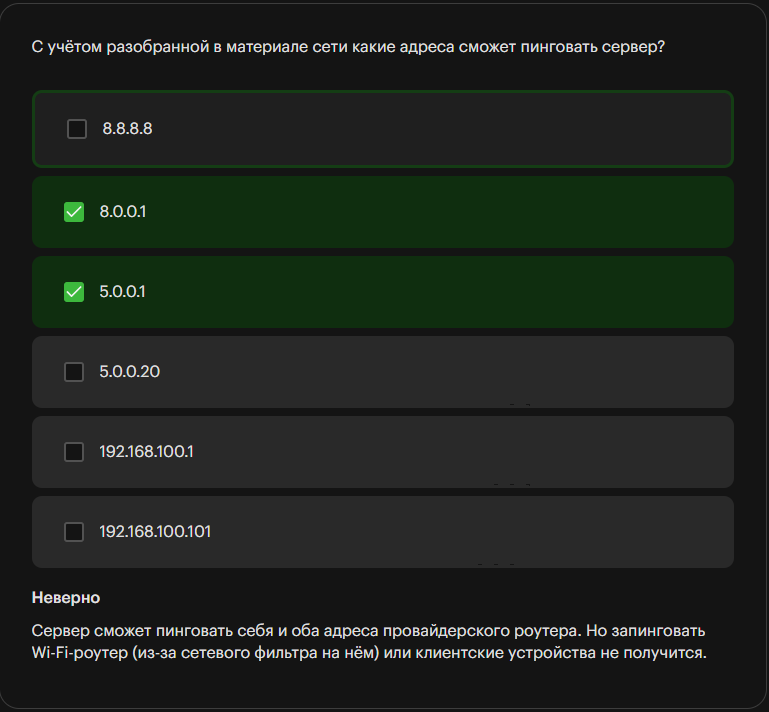 С учётом разобранной в материале сети какие адреса сможет пинговать сервер?
8.8.8.8
8.0.0.1
5.0.0.1
5.0.0.20
192.168.100.1
192.168.100.101
Неверно
Сервер сможет пинговать себя и оба адреса провайдерского роутера. Но запинговать
Wi-Fi-роутер (из-за сетевого фильтра на нём) или клиентские устройства не получится.